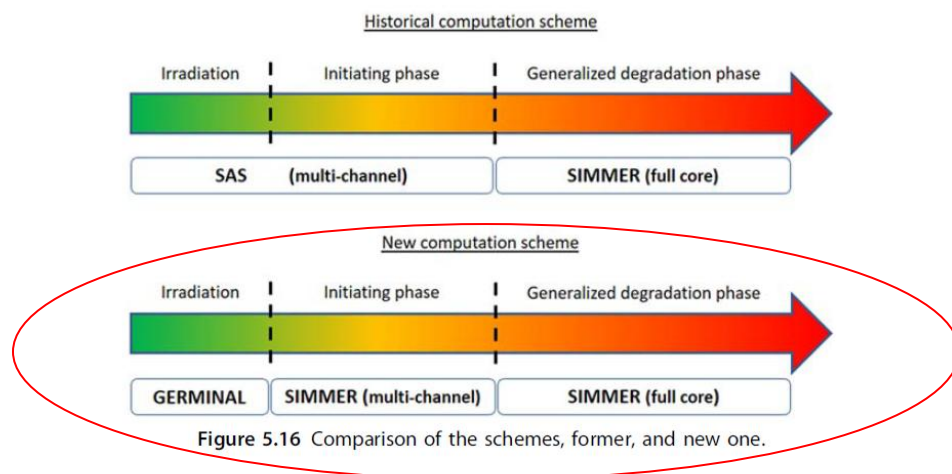 Historical computation scheme
Irradiation Initiating phase Generalized degradation phase
SAS (multi-channel) SIMMER (full core)
New computation scheme
Irradiation Initiating phase Generalized degradation phase
GERMINAL SIMMER (multi-channel) SIMMER (full core)
Figure 5.16 Comparison of the schemes, former, and new one.